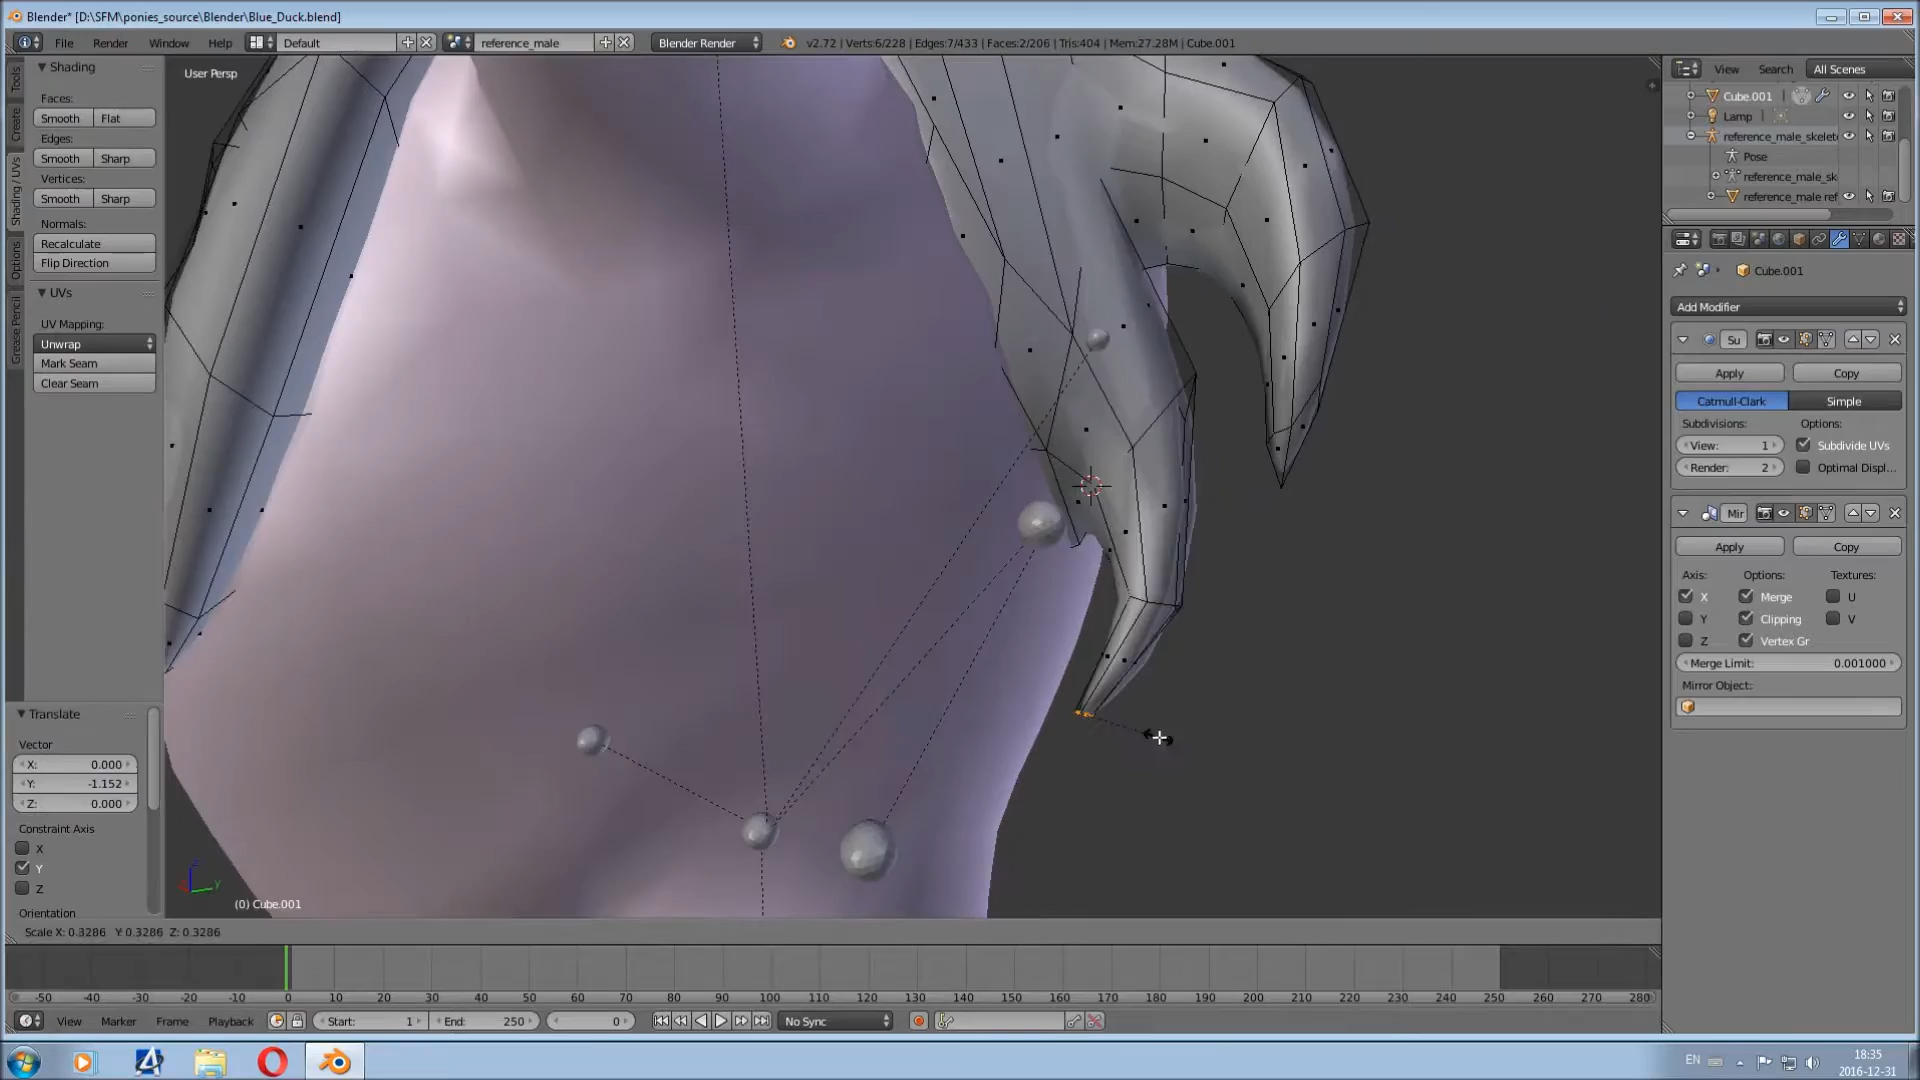 Blender* [D:\SFM\ponies_source\Blender\Blue_Duck.blend]
File Render Window Help Default reference_male Blender Render v2.72 | Verts:6/228 | Edges:7/433 | Faces:2/206 | Tris:404 | Mem:27.28M | Cube.001
Shading
Faces:
Smooth Flat
Edges:
Smooth Sharp
Vertices:
Smooth Sharp
Normals:
Recalculate
Flip Direction
UVs
UV Mapping:
Unwrap
Mark Seam
Clear Seam
Tools
Create
Shading / UVs
Options
Grease Pencil
Translate
Vector
X: 0.000
Y: -1.152
Z: 0.000
Constraint Axis
X
Y
Z
Orientation
User Persp
(0) Cube.001
Scale X: 0.3286 Y: 0.3286 Z: 0.3286
View Search All Scenes
Cube.001
Lamp
reference_male_skelet
Pose
reference_male_sk
reference_male ref
Cube.001
Add Modifier
Su
Apply Copy
Catmull-Clark Simple
Subdivisions: Options:
View: 1 Subdivide UVs
Render: 2 Optimal Displ...
Mir
Apply Copy
Axis: Options: Textures:
X Merge U
Y Clipping V
Z Vertex Gr
Merge Limit: 0.001000
Mirror Object:
-50 -40 -30 -20 -10 0 10 20 30 40 50 60 70 80 90 100 110 120 130 140 150 160 170 180 190 200 210 220 230 240 250 260 270 280
View Marker Frame Playback Start: 1 End: 250 0 No Sync
EN 18:35
2016-12-31